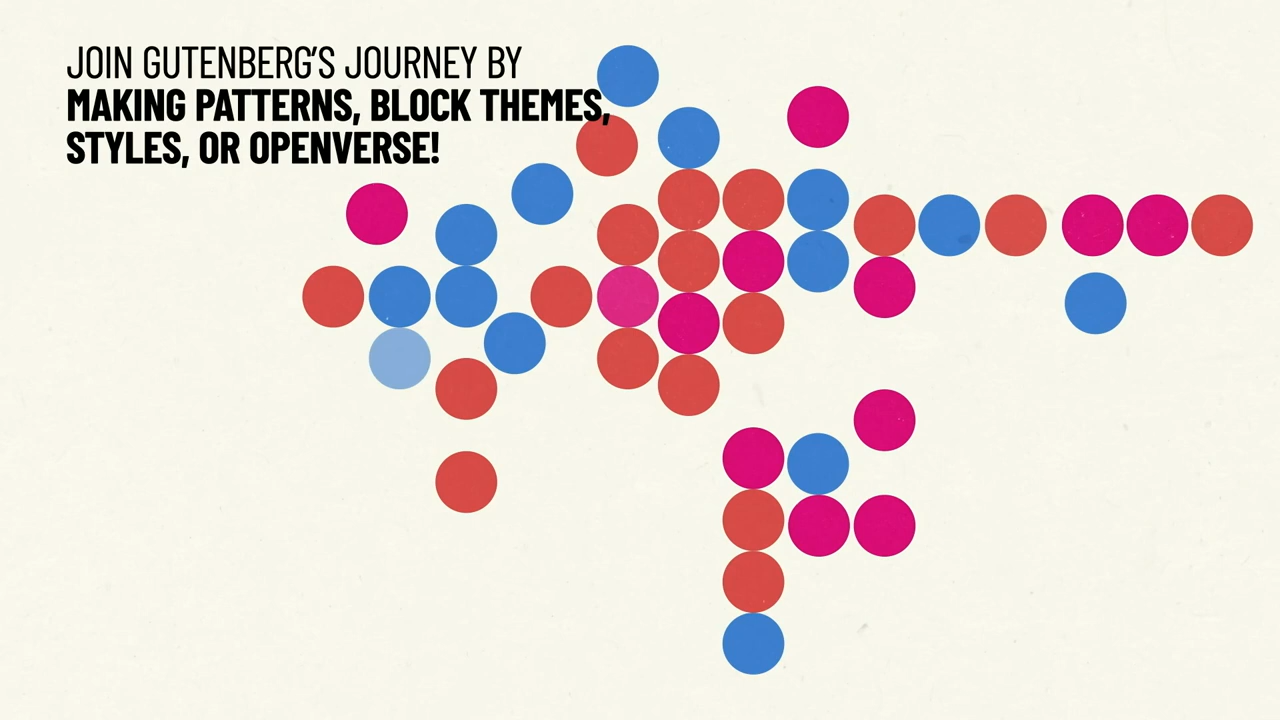 JOIN GUTENBERG'S JOURNEY BY
MAKING PATTERNS, BLOCK THEMES,
STYLES, OR OPENVERSE!